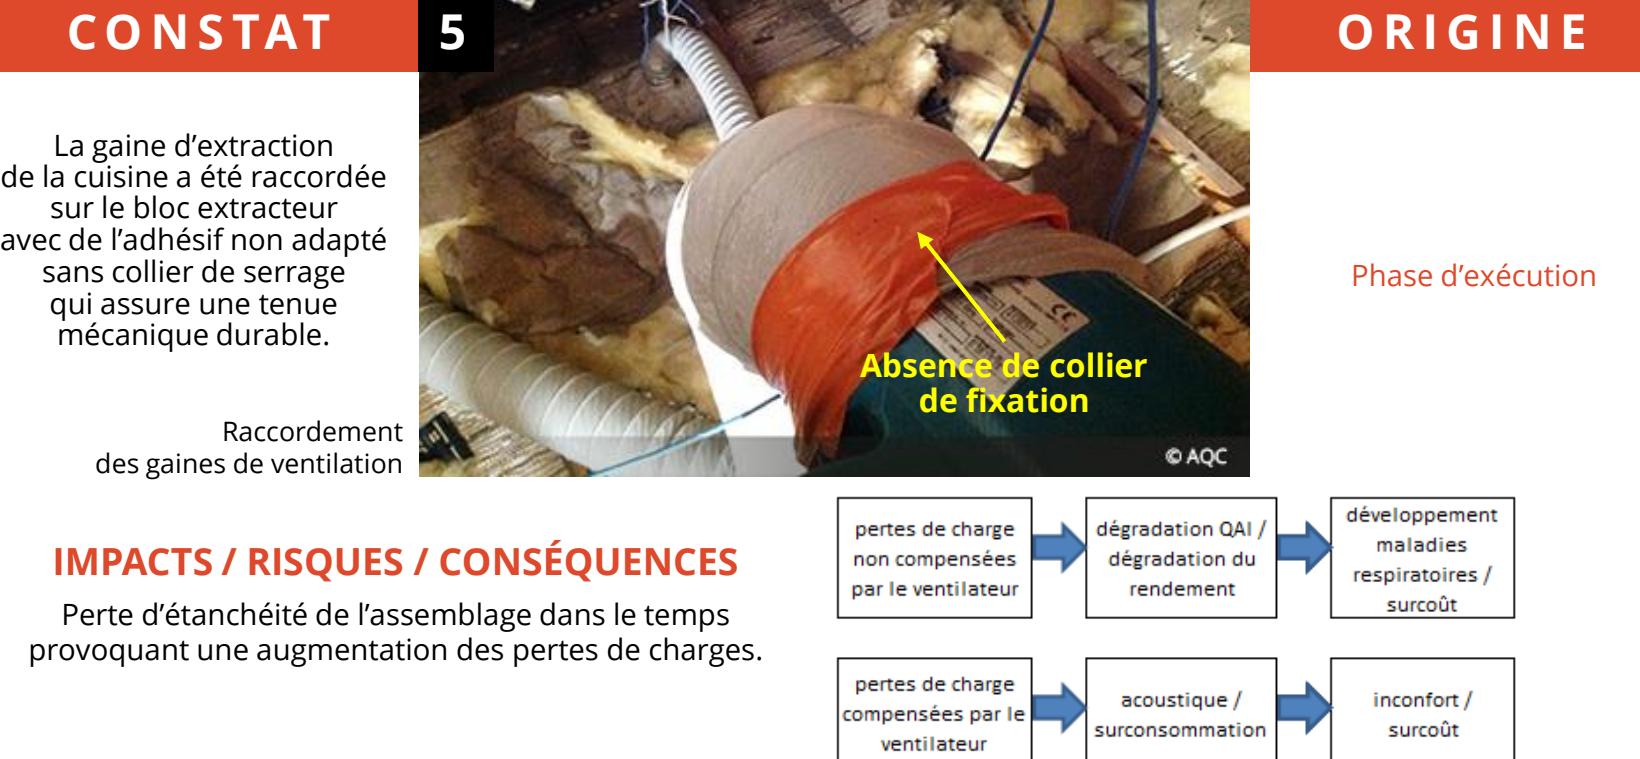 CONSTAT
5
ORIGINE
La gaine d’extraction
de la cuisine a été raccordée
sur le bloc extracteur
avec de l’adhésif non adapté
sans collier de serrage
qui assure une tenue
mécanique durable.
Raccordement
des gaines de ventilation
Absence de collier
de fixation
© AQC
Phase d’exécution
IMPACTS / RISQUES / CONSÉQUENCES
Perte d’étanchéité de l’assemblage dans le temps
provoquant une augmentation des pertes de charges.
pertes de charge
non compensées
par le ventilateur
dégradation QAI /
dégradation du
rendement
développement
maladies
respiratoires /
surcoût
pertes de charge
compensées par le
ventilateur
acoustique /
surconsommation
inconfort /
surcoût